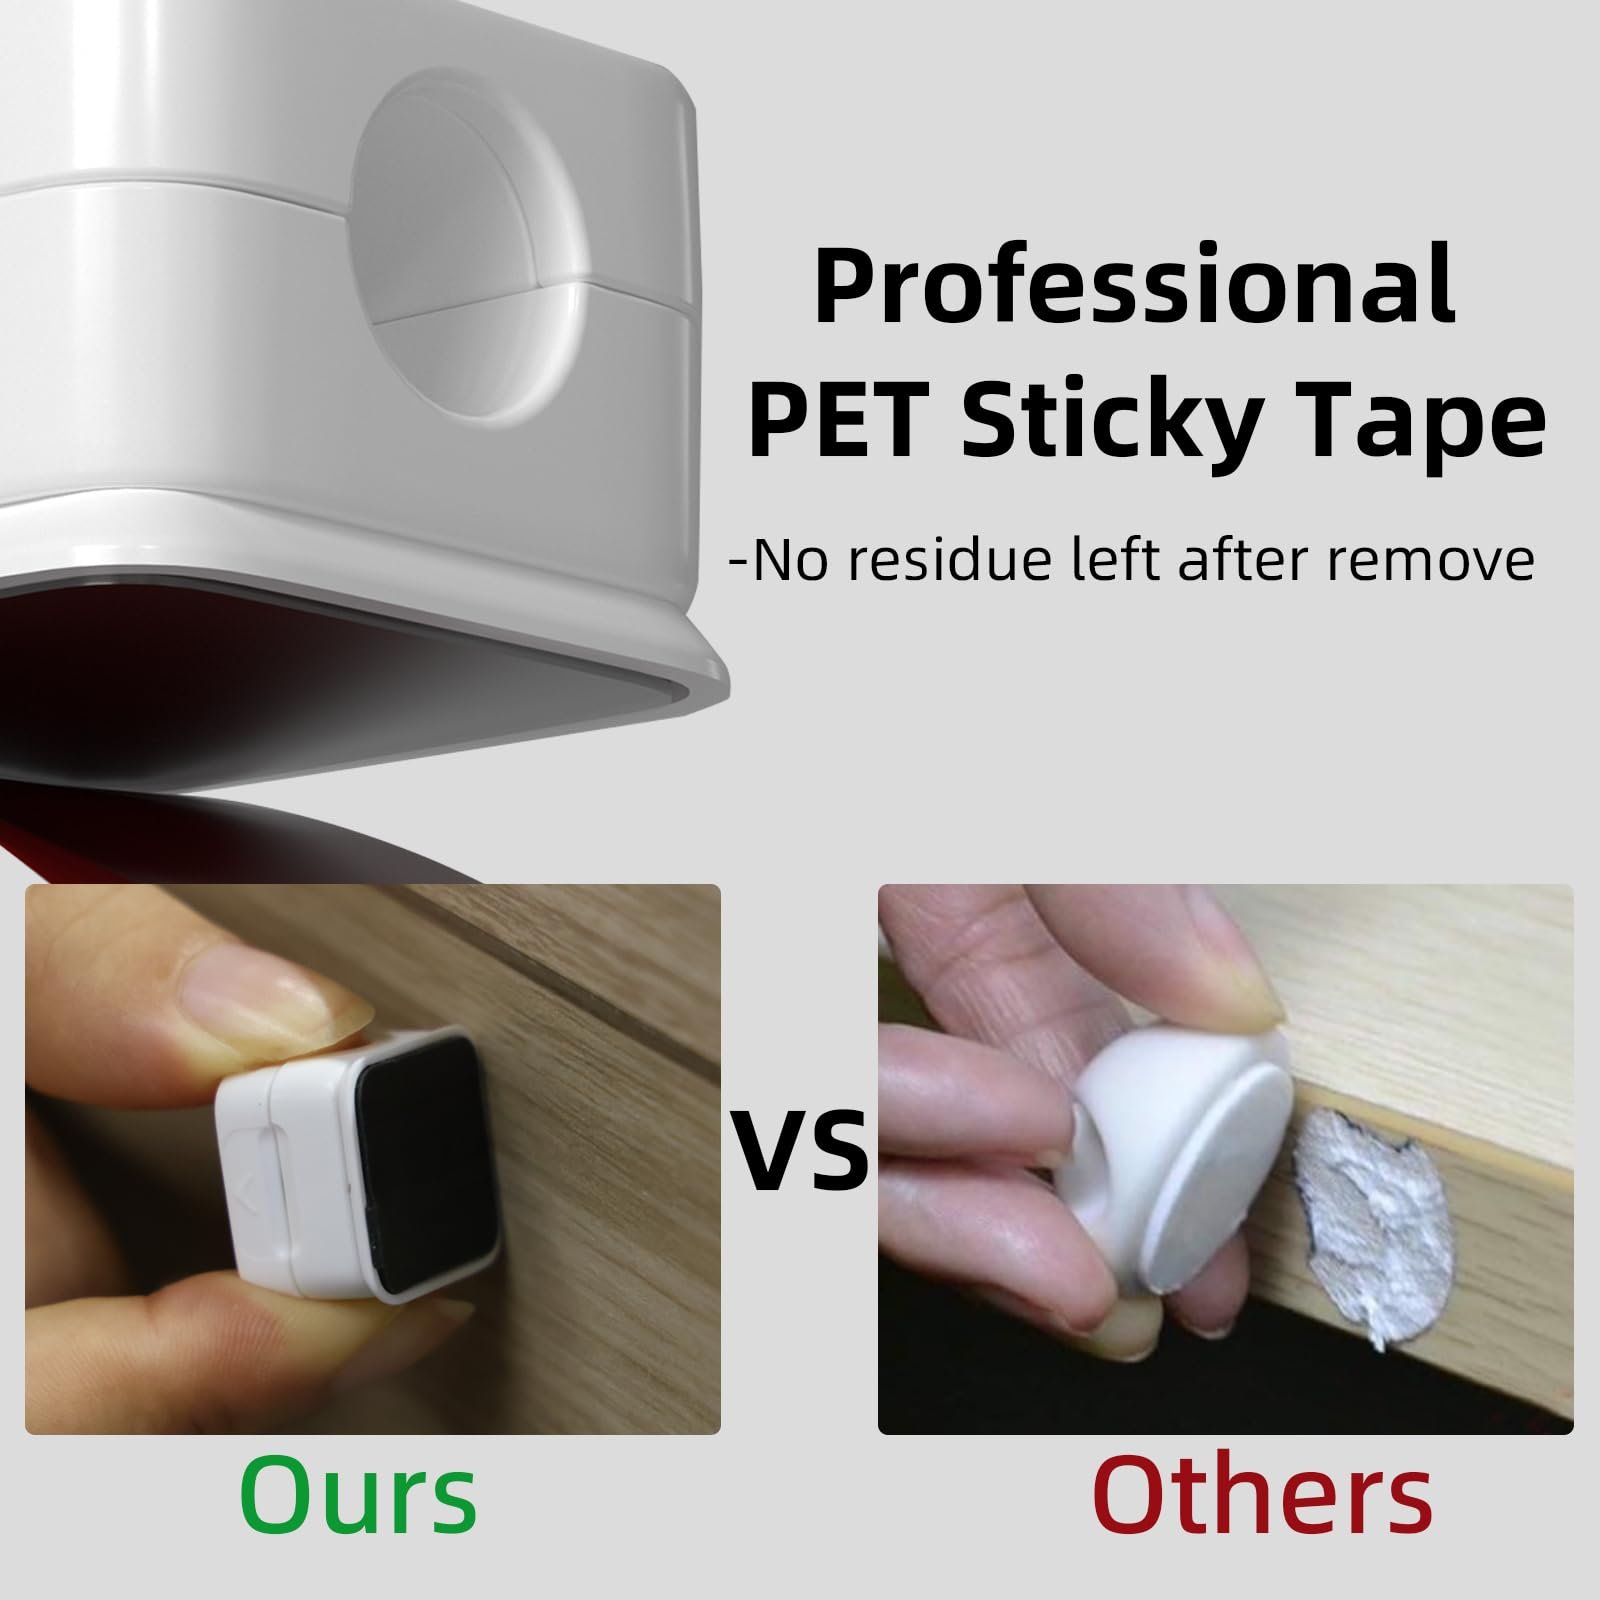 Professional
PET Sticky Tape
-No residue left after remove
VS
Ours
Others